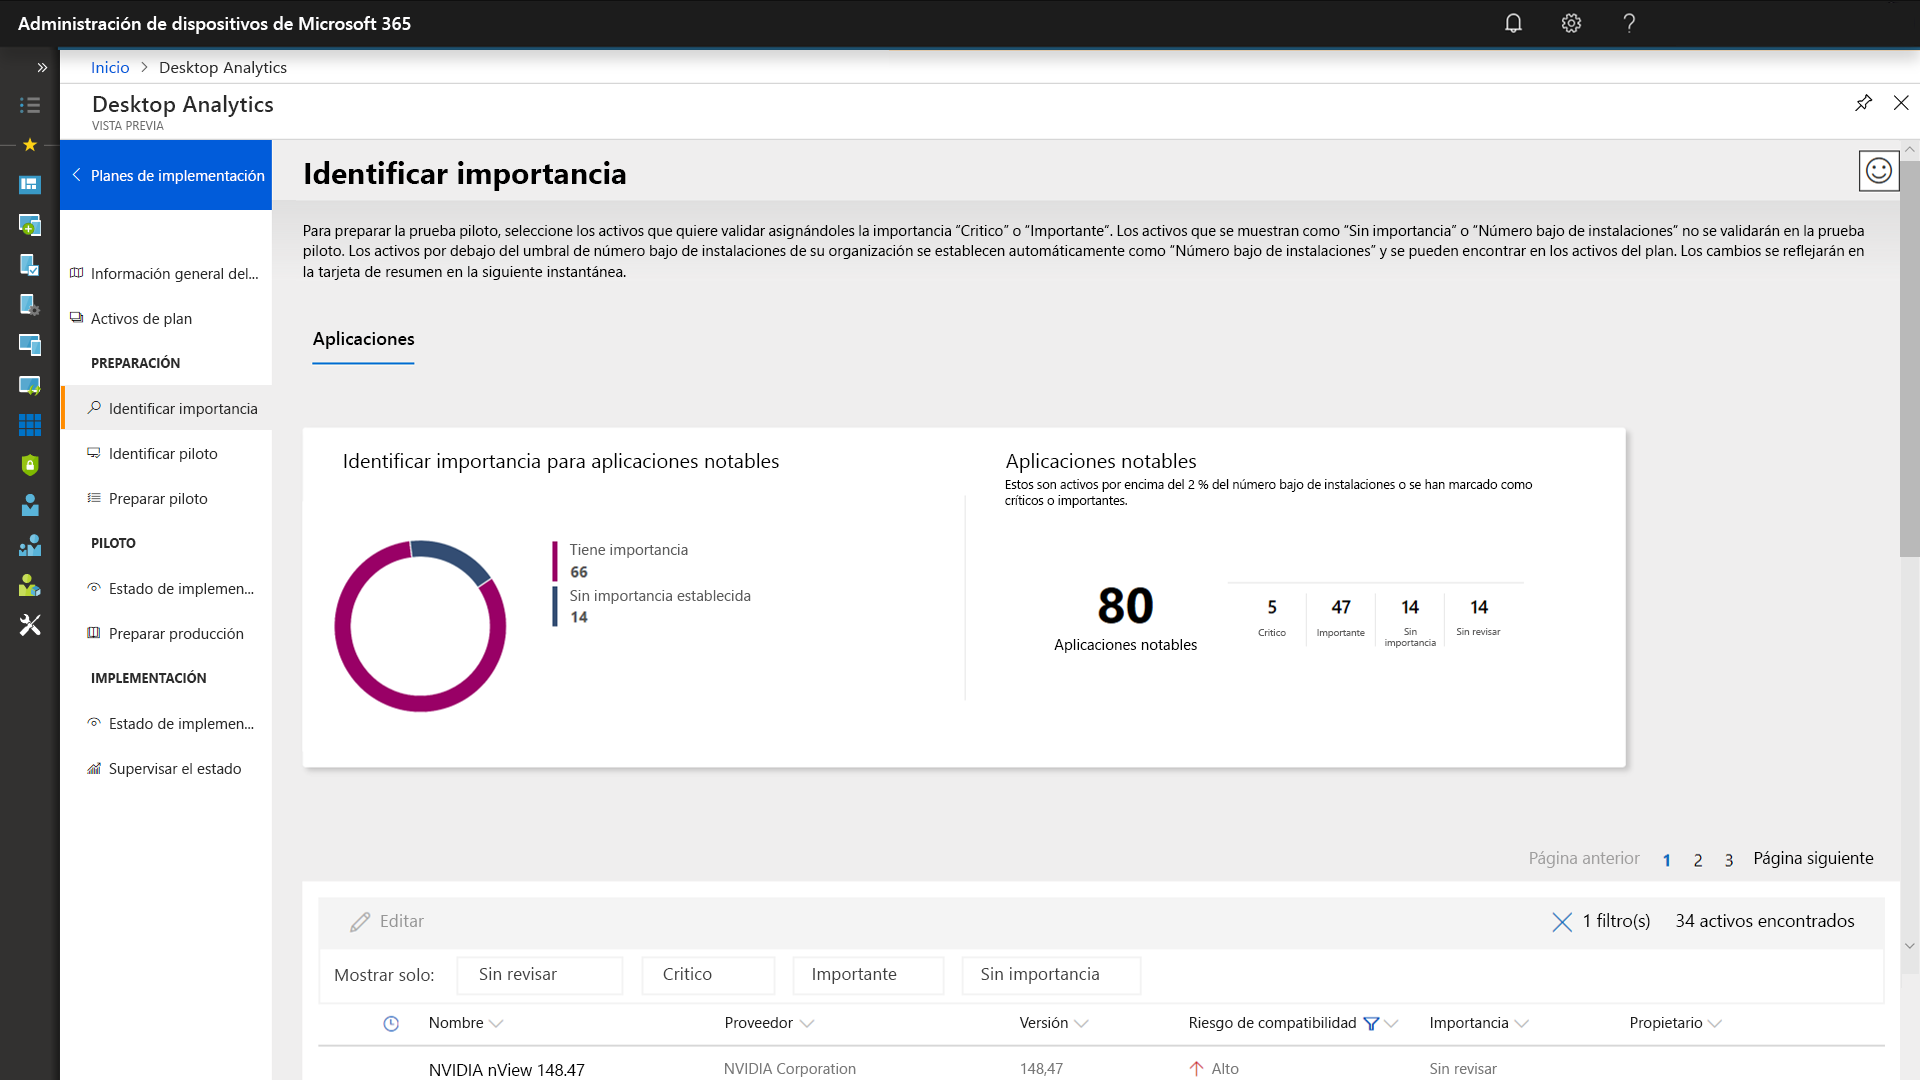 Administración de dispositivos de Microsoft 365
Inicio > Desktop Analytics
Desktop Analytics
VISTA PREVIA
Planes de implementación
Información general del...
Activos de plan
PREPARACIÓN
Identificar importancia
Identificar piloto
Preparar piloto
PILOTO
Estado de implemen...
Preparar producción
IMPLEMENTACIÓN
Estado de implemen...
Supervisar el estado
Identificar importancia
Para preparar la prueba piloto, seleccione los activos que quiere validar asignándoles la importancia “Critico” o “Importante”. Los activos que se muestran como “Sin importancia” o “Número bajo de instalaciones” no se validarán en la prueba
piloto. Los activos por debajo del umbral de número bajo de instalaciones de su organización se establecen automáticamente como “Número bajo de instalaciones” y se pueden encontrar en los activos del plan. Los cambios se reflejarán en
la tarjeta de resumen en la siguiente instantánea.
Aplicaciones
Identificar importancia para aplicaciones notables
Tiene importancia
66
Sin importancia establecida
14
Aplicaciones notables
Estos son activos por encima del 2 % del número bajo de instalaciones o se han marcado como
críticos o importantes.
80
Aplicaciones notables
5 47 14 14
Critico Importante Sin importancia Sin revisar
Página anterior 1 2 3 Página siguiente
Editar 1 filtro(s) 34 activos encontrados
Mostrar solo: Sin revisar Critico Importante Sin importancia
Nombre Proveedor Versión Riesgo de compatibilidad Importancia Propietario
NVIDIA nView 148.47 NVIDIA Corporation 148,47 Alto Sin revisar